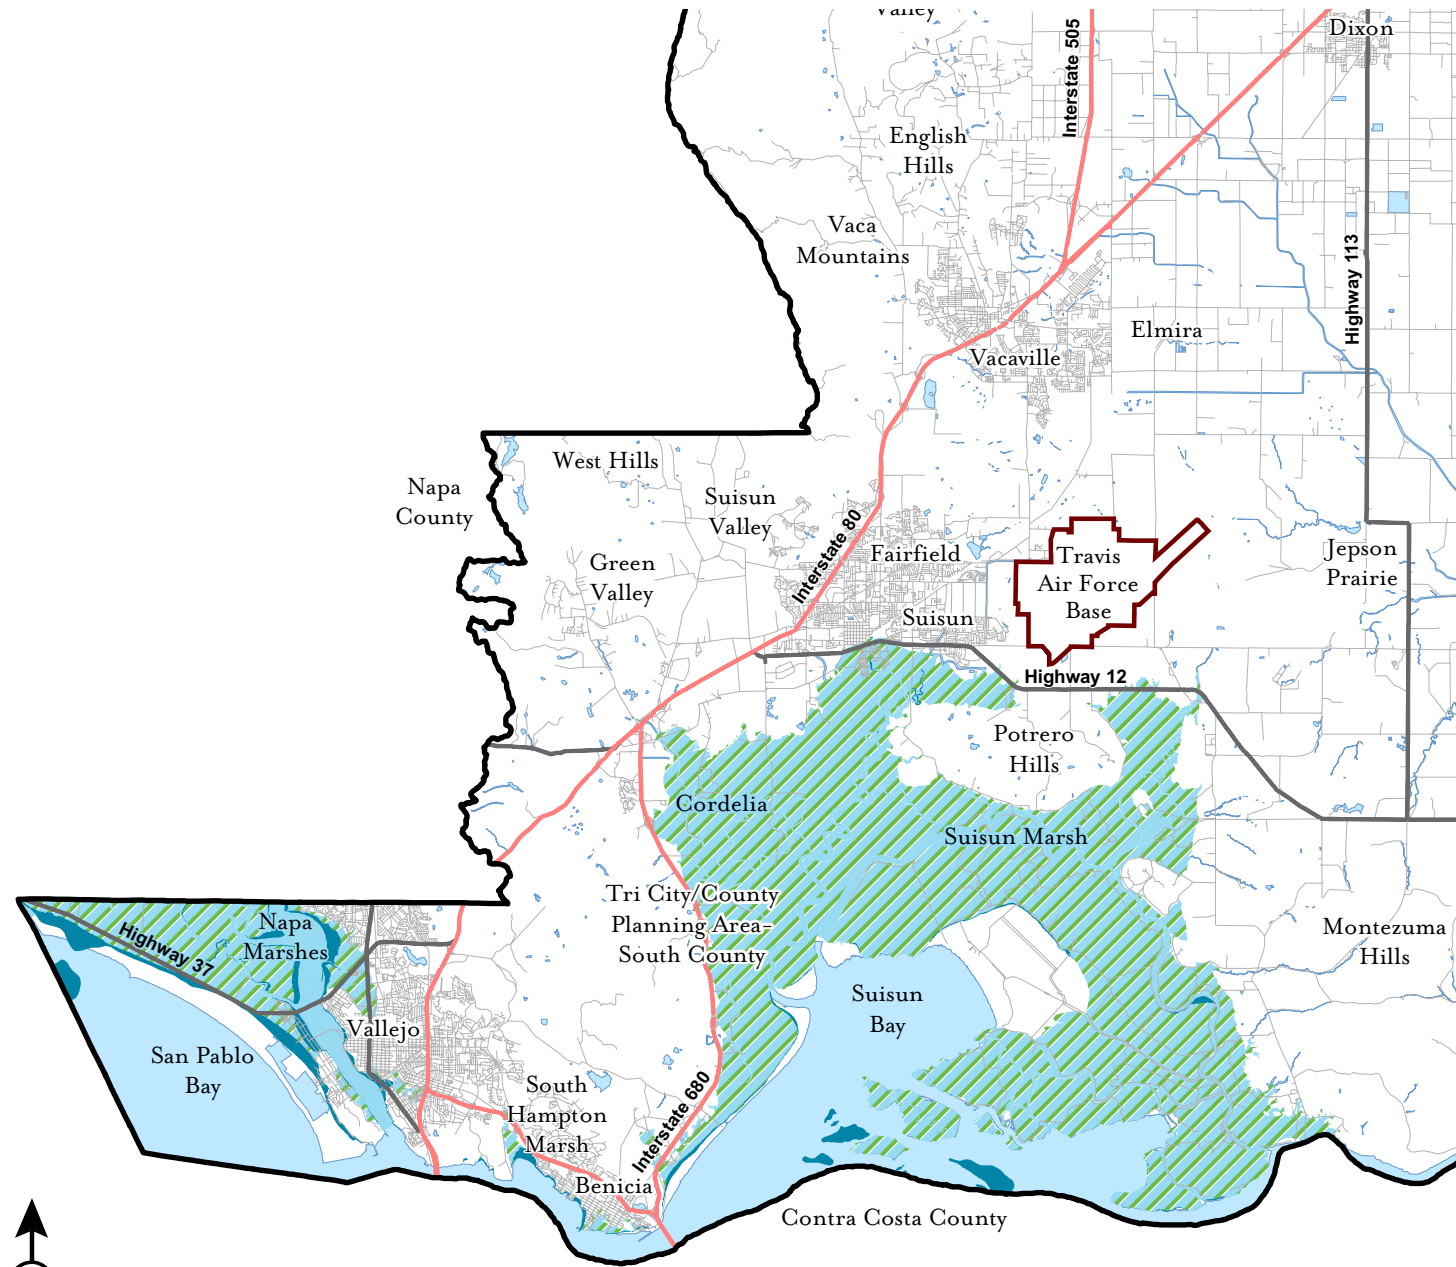 Valley
Dixon
Interstate 505
English
Hills
Vaca
Mountains
Highway 113
Elmira
Vacaville
West Hills
Napa
County
Suisun
Valley
Interstate 80
Fairfield
Travis
Air Force
Base
Jepson
Prairie
Green
Valley
Suisun
Highway 12
Potrero
Hills
Cordelia
Suisun Marsh
Tri City/County
Planning Area-
South County
Napa
Marshes
Highway 37
Montezuma
Hills
Suisun
Bay
Vallejo
San Pablo
Bay
South
Hampton
Marsh
Interstate 680
Benicia
Contra Costa County